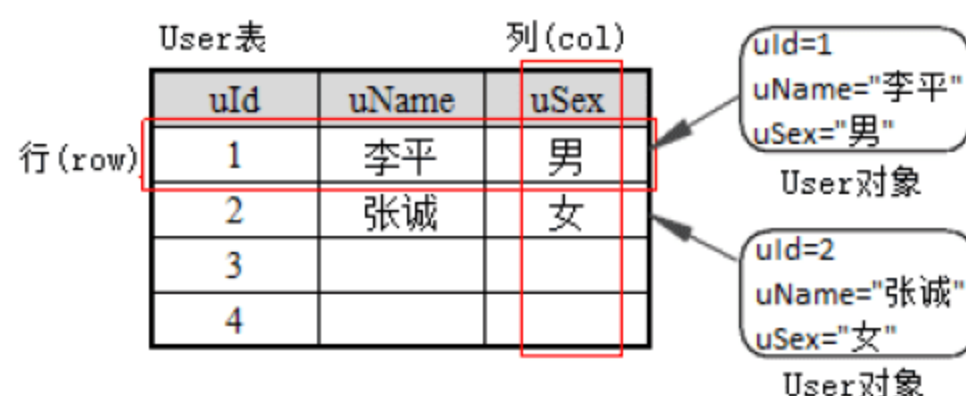 User表
列(col)
uId uName uSex
行(row) 1 李平 男
2 张诚 女
3
4
uId=1
uName="李平"
uSex="男"
User对象
uId=2
uName="张诚"
uSex="女"
User对象